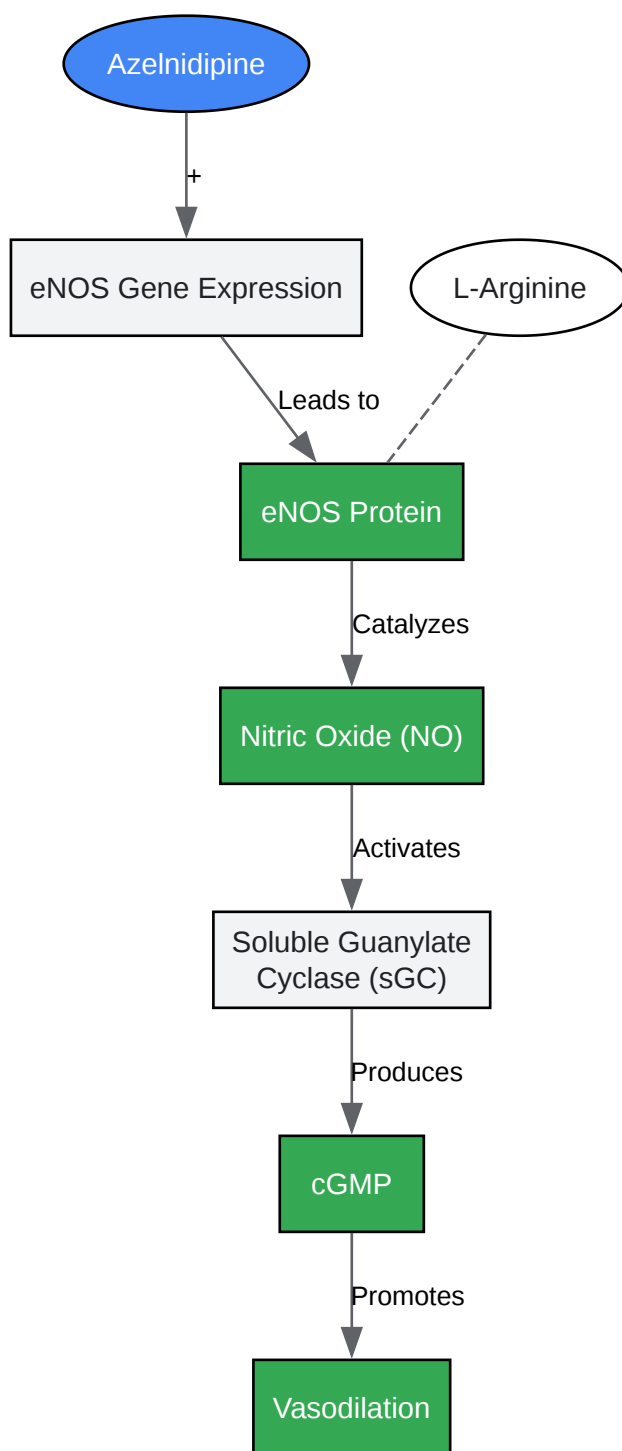 Azelnidipine
+
eNOS Gene Expression
L-Arginine
Leads to
eNOS Protein
Catalyzes
Nitric Oxide (NO)
Activates
Soluble Guanylate
Cyclase (sGC)
Produces
cGMP
Promotes
Vasodilation